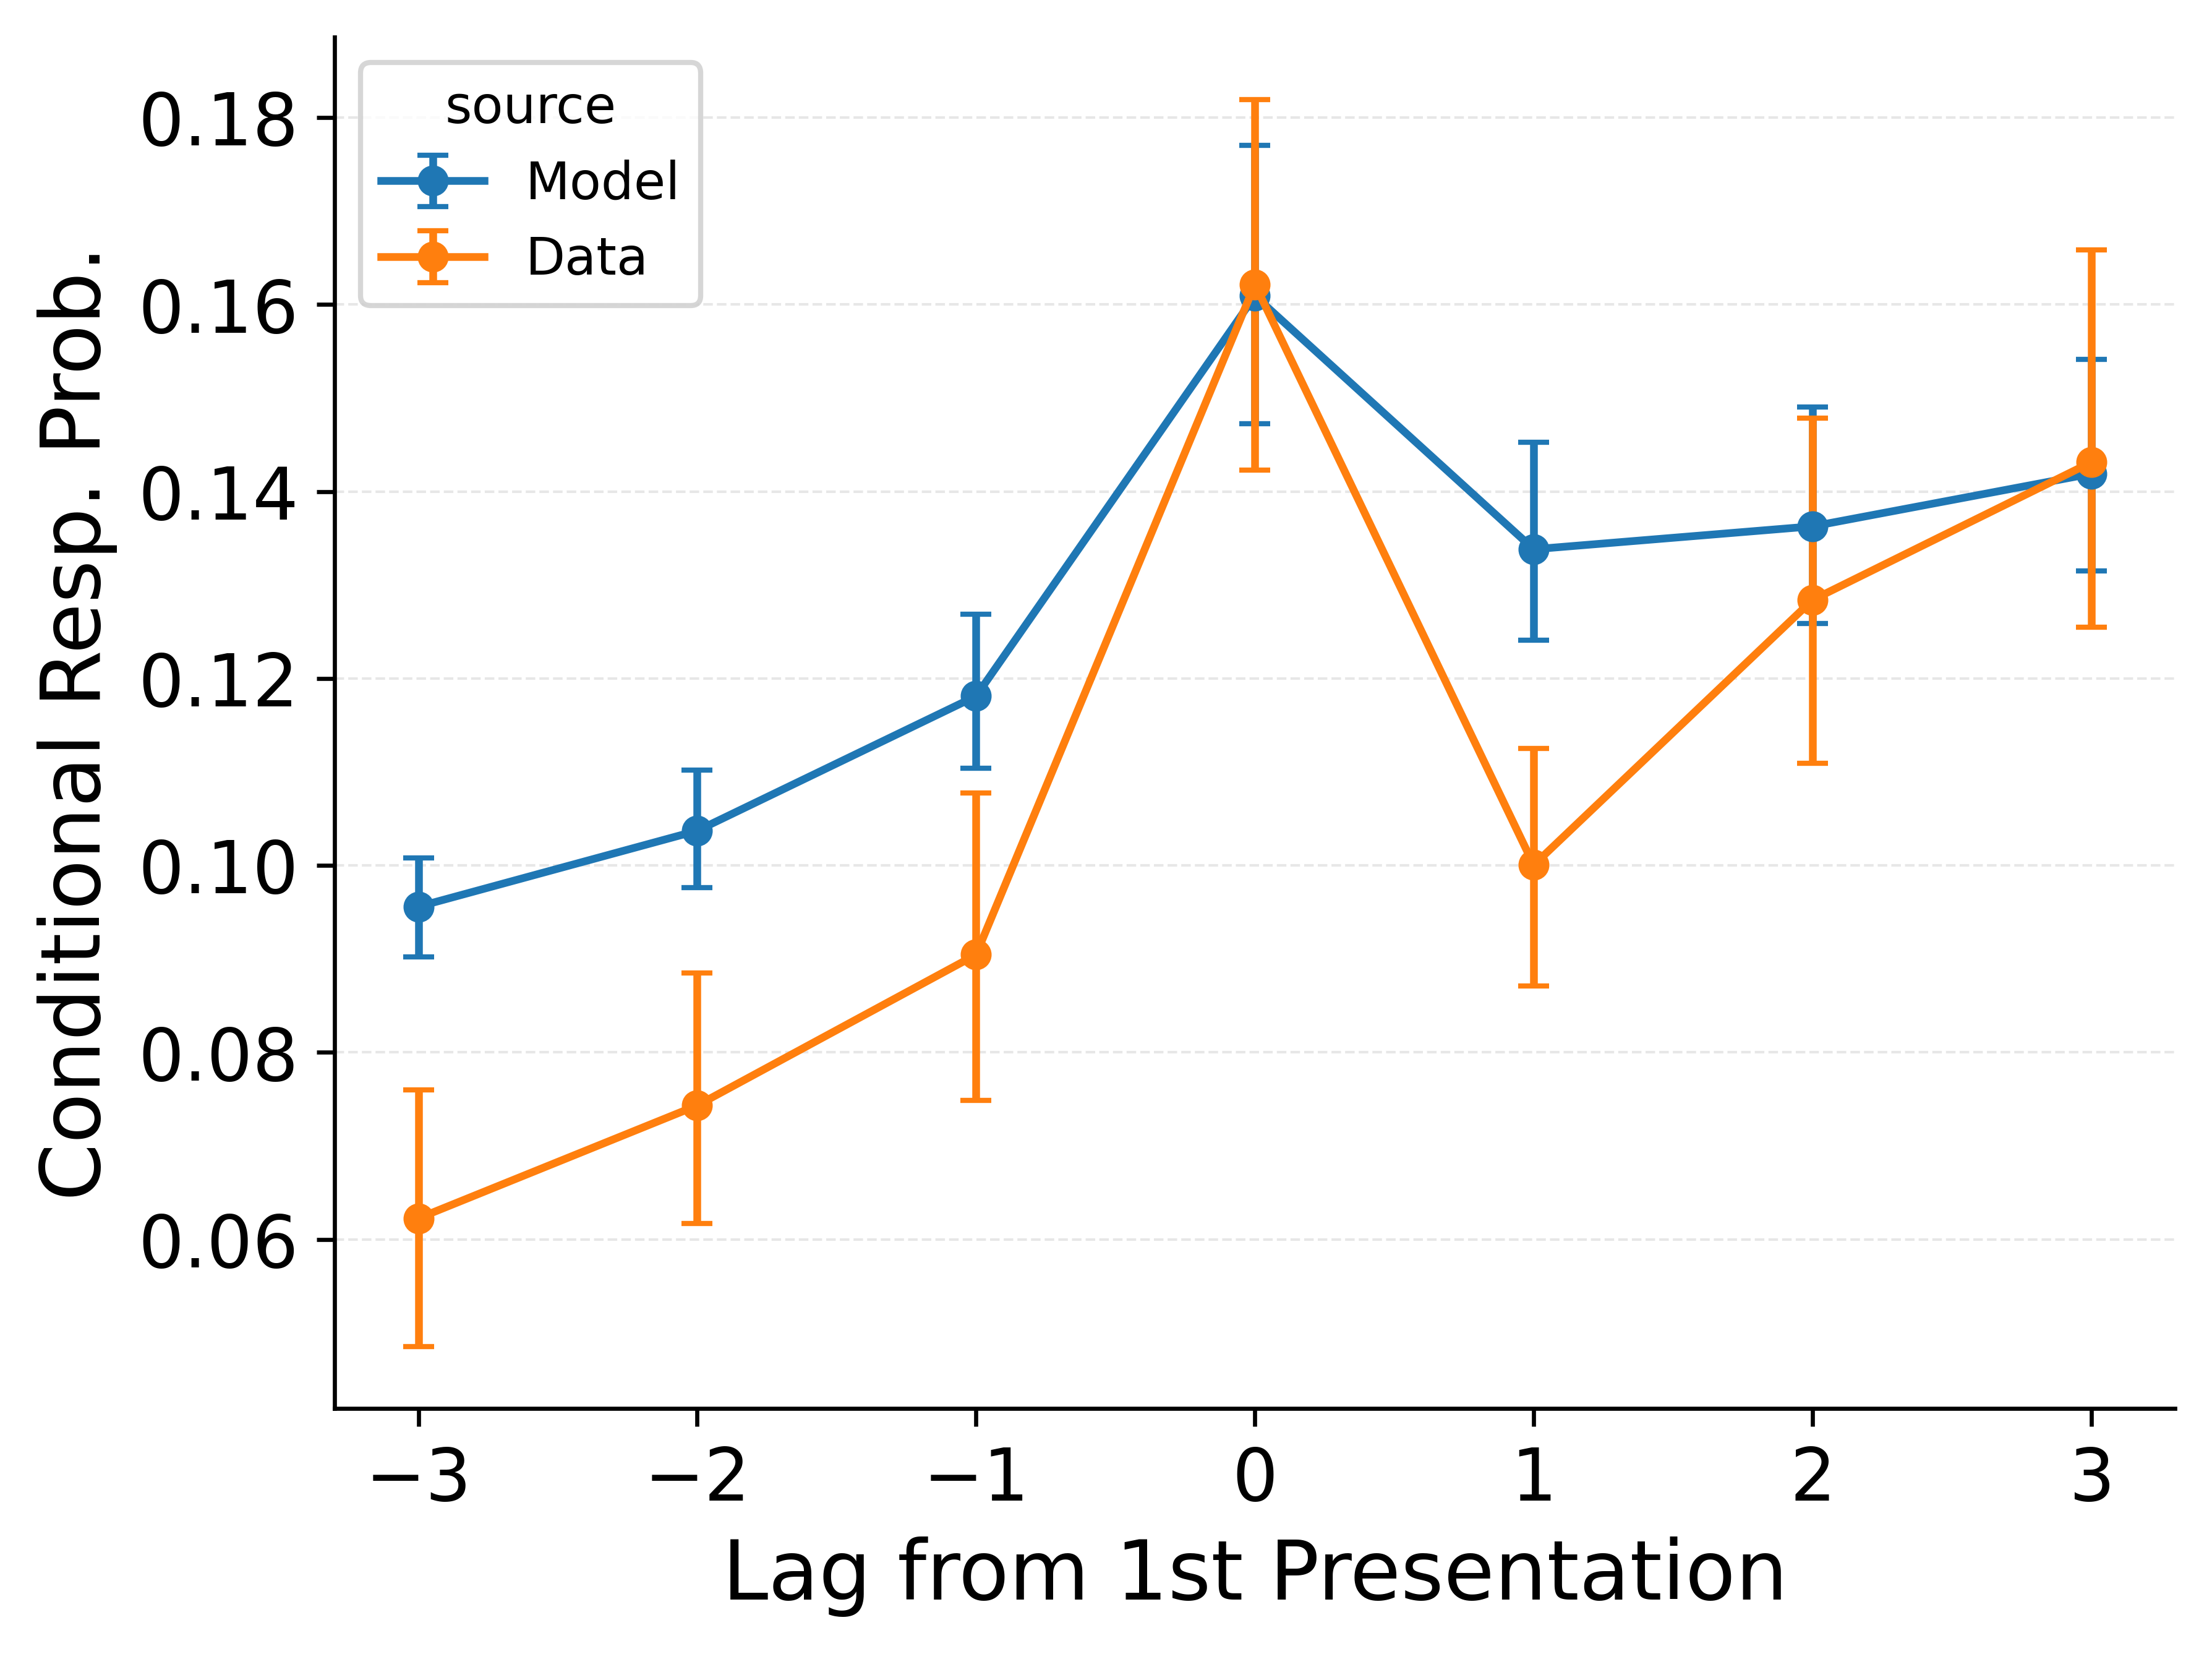 source
Model
Data
Conditional Resp. Prob.
0.18
0.16
0.14
0.12
0.10
0.08
0.06
−3 −2 −1 0 1 2 3
Lag from 1st Presentation